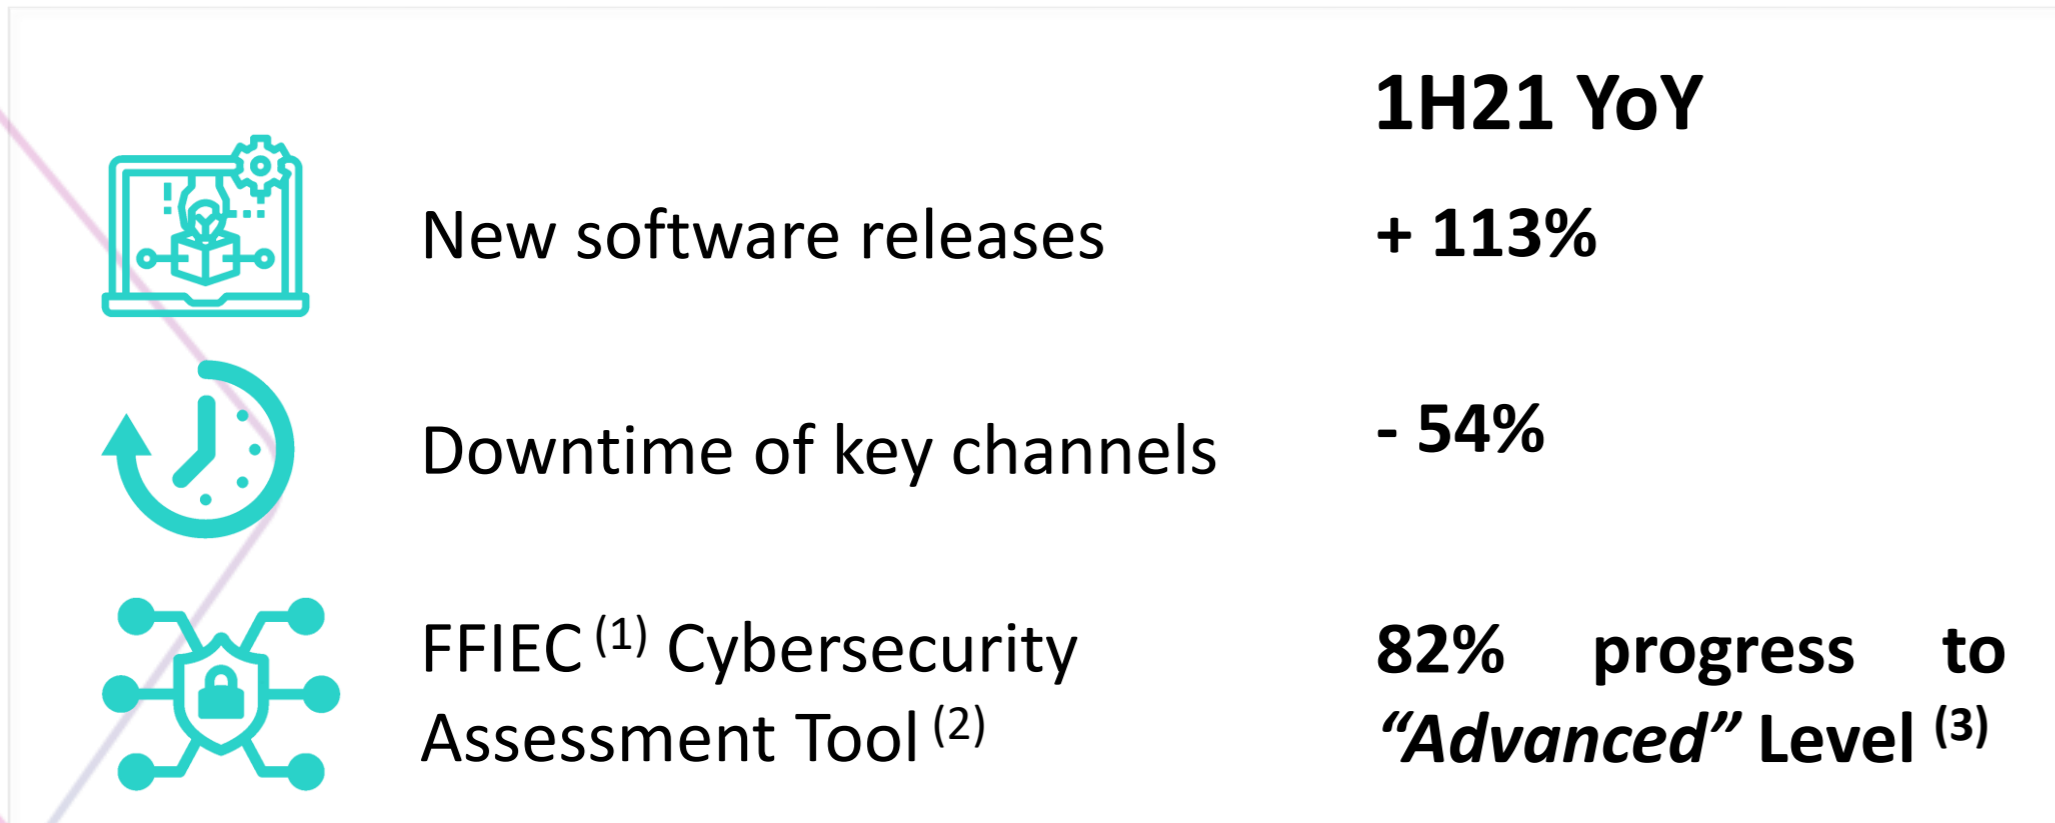 1H21 YoY
New software releases + 113%
Downtime of key channels - 54%
FFIEC (1) Cybersecurity 82% progress to
Assessment Tool (2) “Advanced” Level (3)